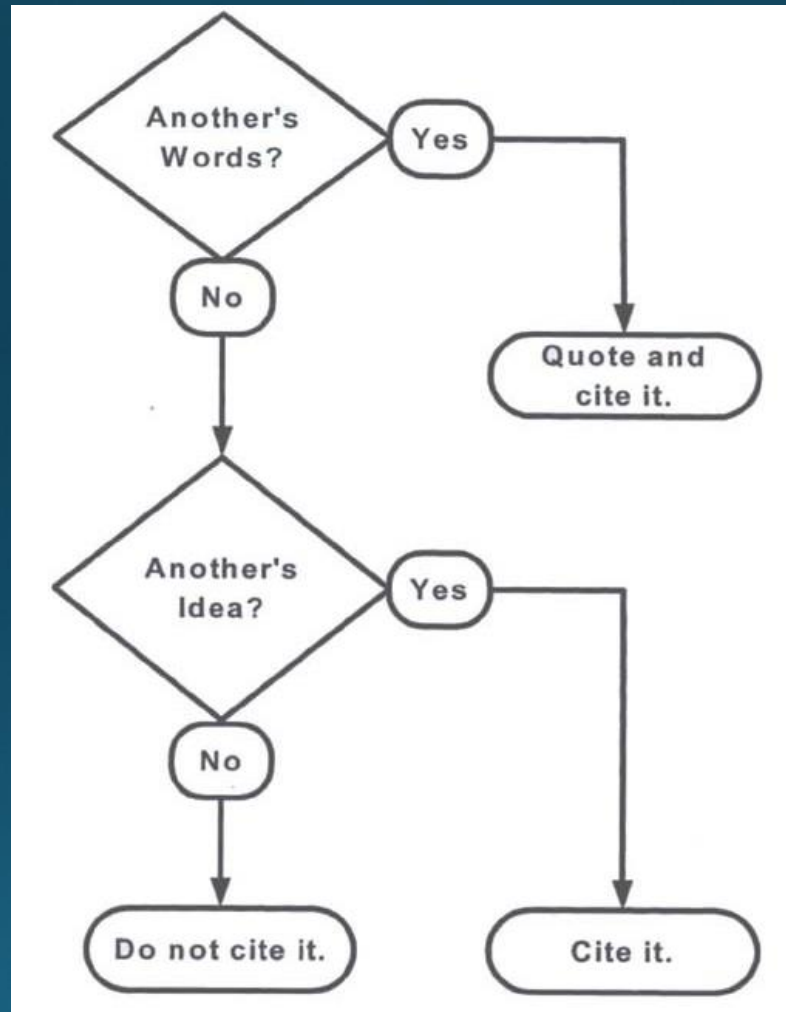 Another's
Words?
Yes
No
Quote and
cite it.
Another's
Idea?
Yes
No
Do not cite it.
Cite it.